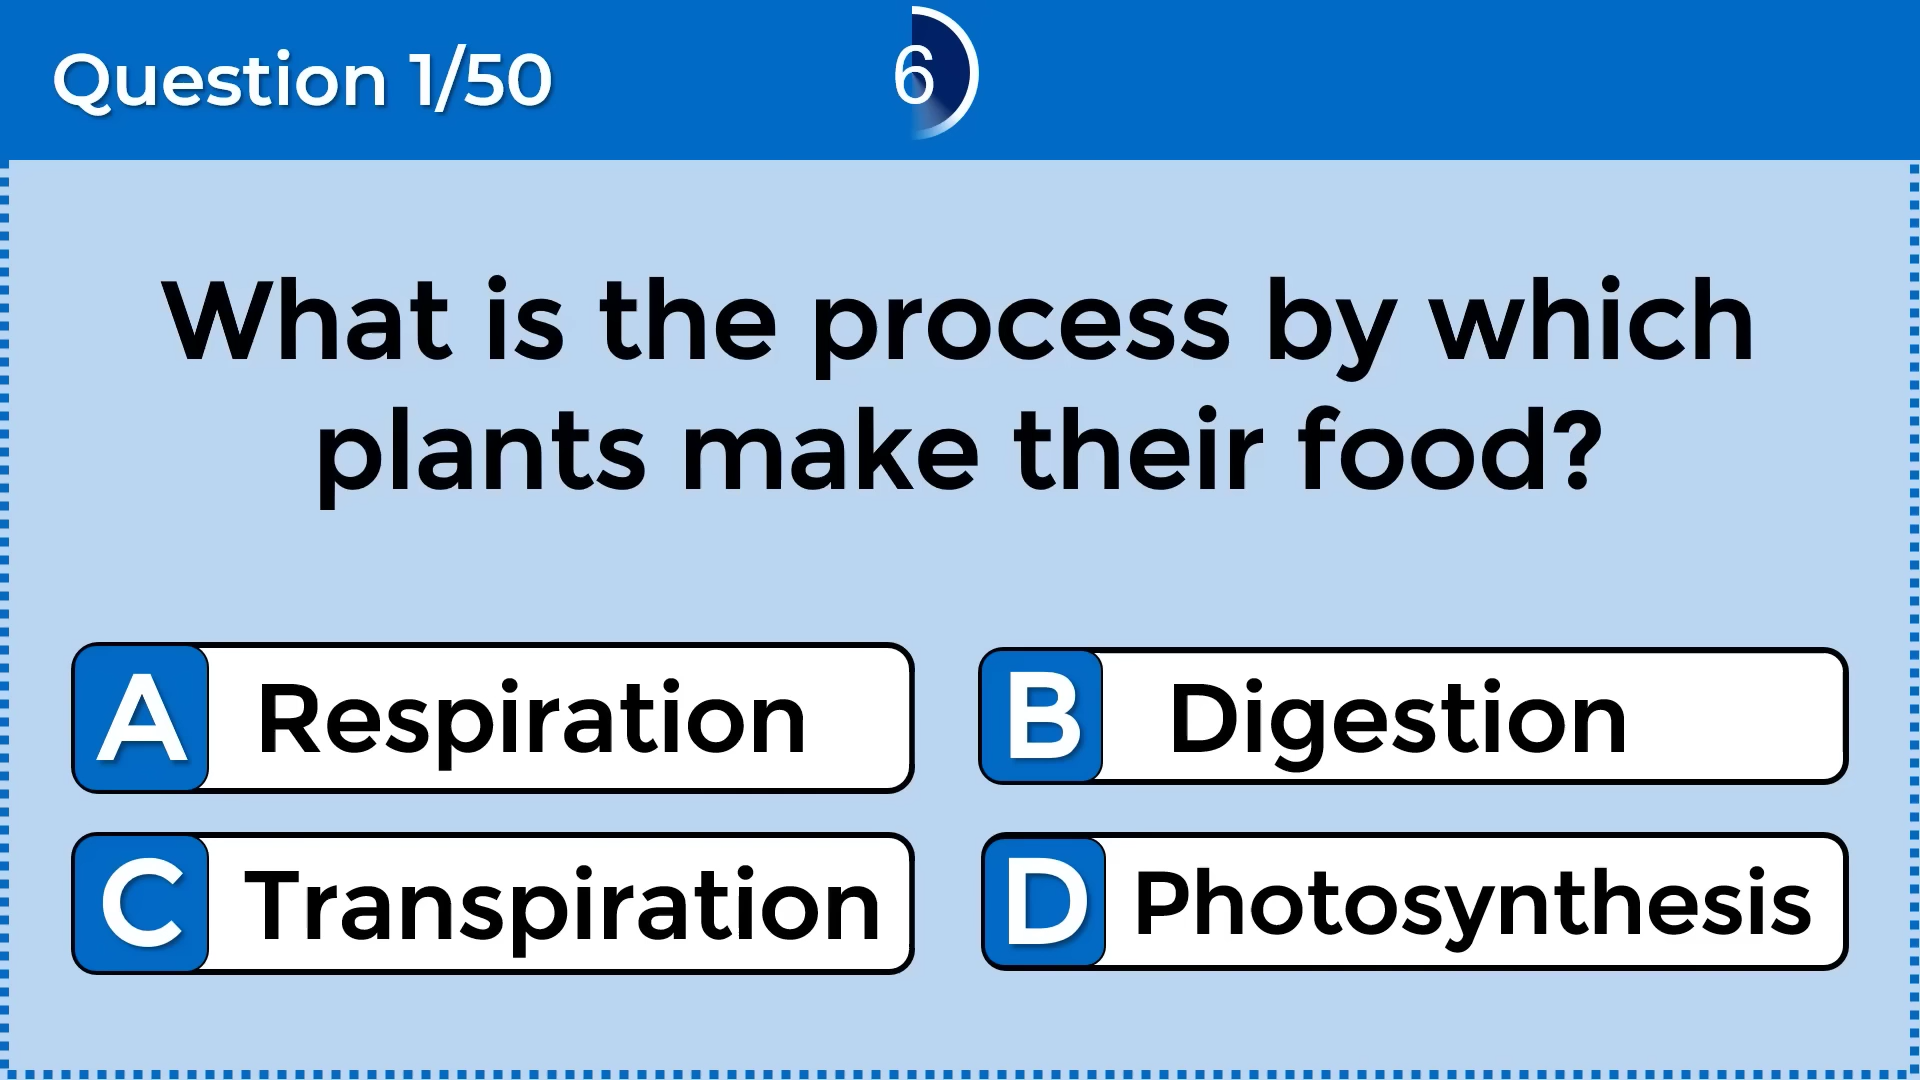 Question 1/50
6
What is the process by which
plants make their food?
A Respiration
B Digestion
C Transpiration
D Photosynthesis